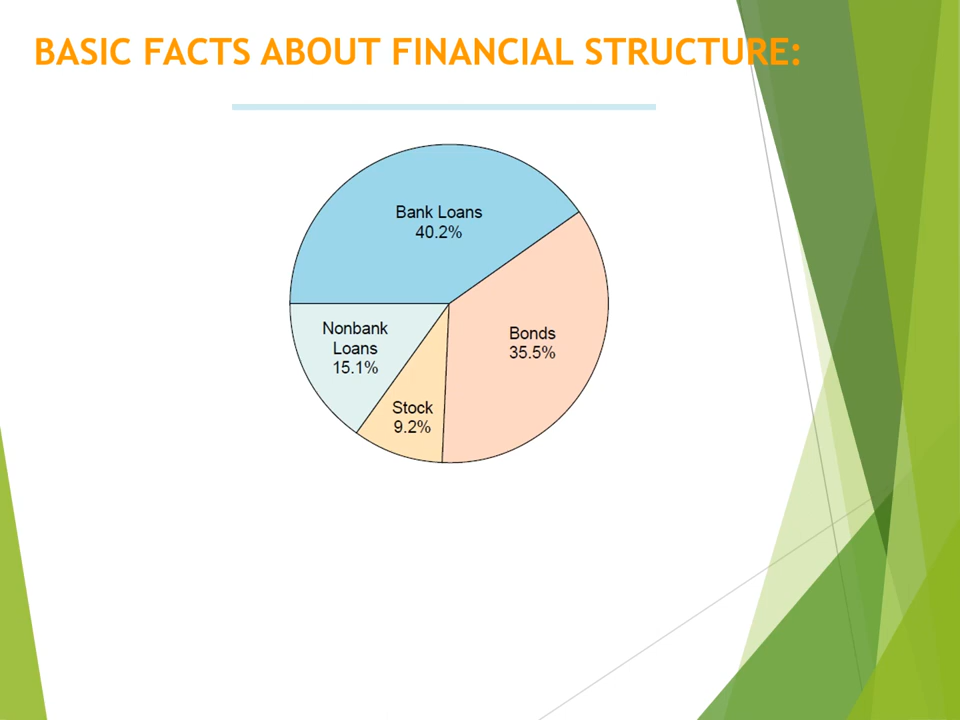 BASIC FACTS ABOUT FINANCIAL STRUCTURE:
Bank Loans
40.2%
Bonds
35.5%
Nonbank
Loans
15.1%
Stock
9.2%